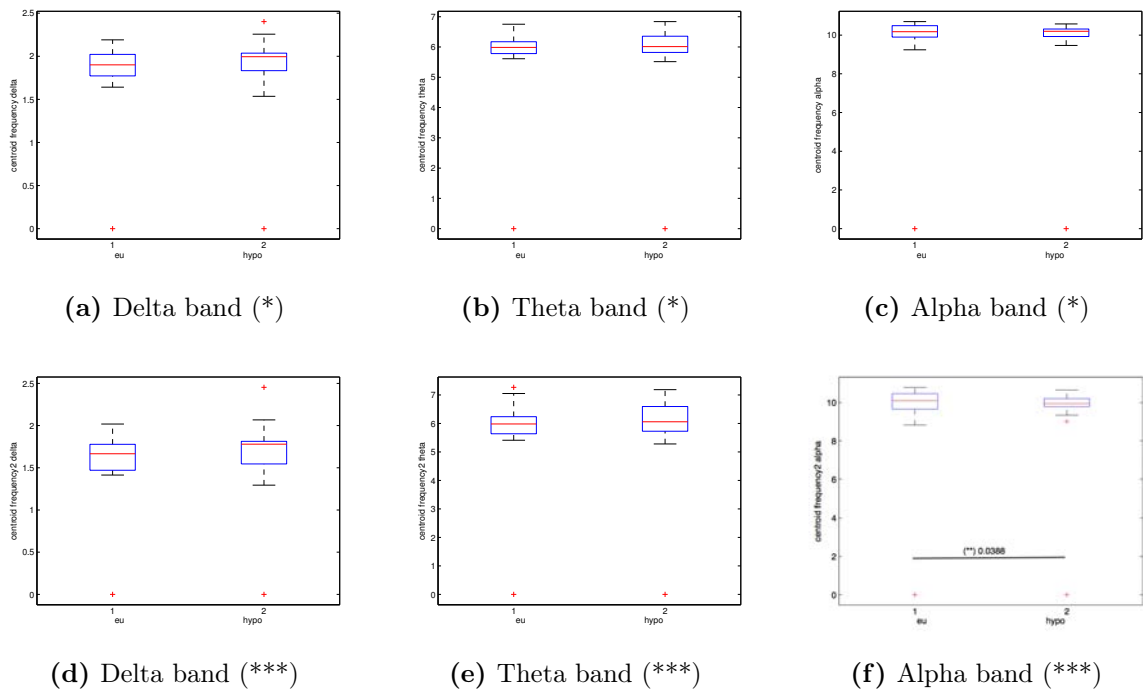 2.5
2
1.5
1
0.5
0
centroid frequency delta
1 2
eu hypo
(a) Delta band (*)
7
6
5
4
3
2
1
0
centroid frequency theta
1 2
eu hypo
(b) Theta band (*)
10
8
6
4
2
0
centroid frequency alpha
1 2
eu hypo
(c) Alpha band (*)
2.5
2
1.5
1
0.5
0
centroid frequency2 delta
1 2
eu hypo
(d) Delta band (***)
7
6
5
4
3
2
1
0
centroid frequency2 theta
1 2
eu hypo
(e) Theta band (***)
10
8
6
4
2
0
centroid frequency2 alpha
(**) 0.0388
1 2
eu hypo
(f) Alpha band (***)